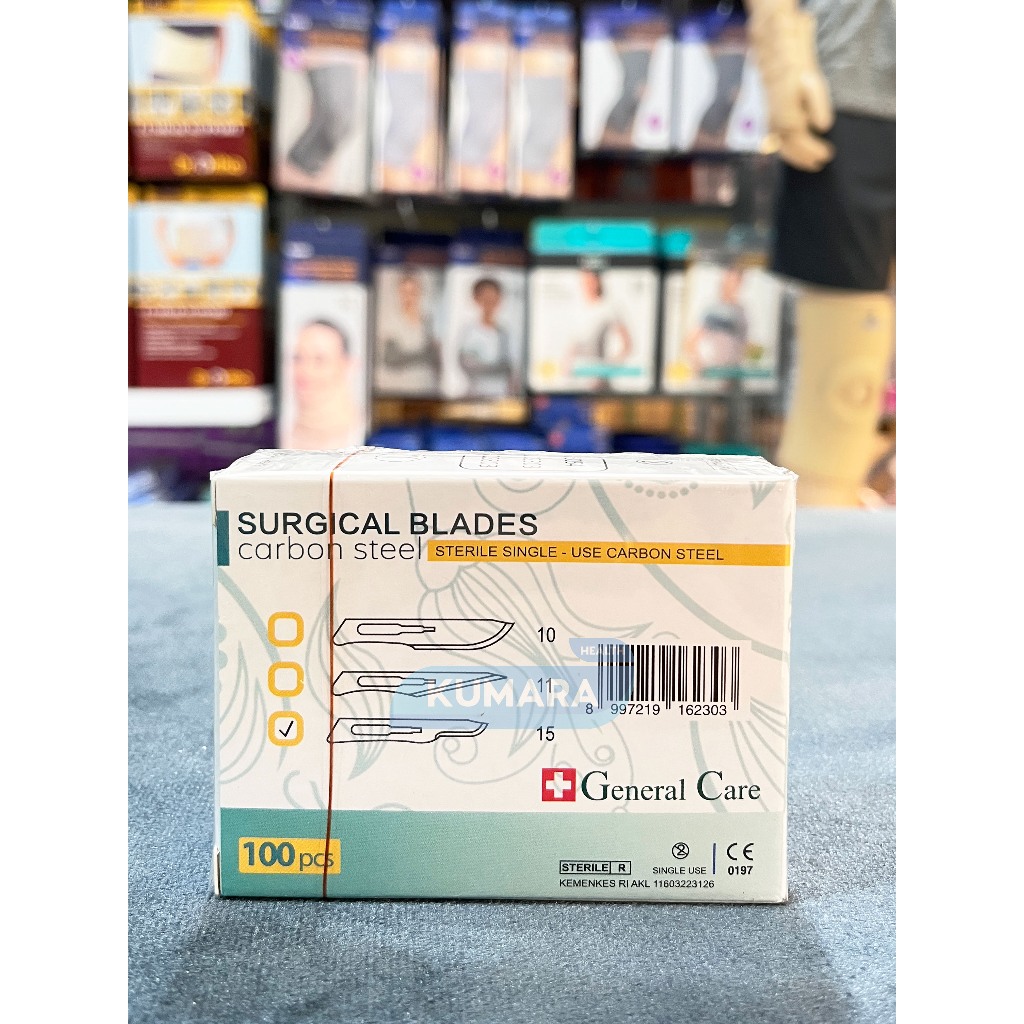 SURGICAL BLADES
carbon steel STERILE SINGLE - USE CARBON STEEL
10
HEALTH
KUMARA
11
15
8 997219 162303
General Care
100 pcs
STERILE R
SINGLE USE
CE
0197
KEMENKES RI AKL 11603223126